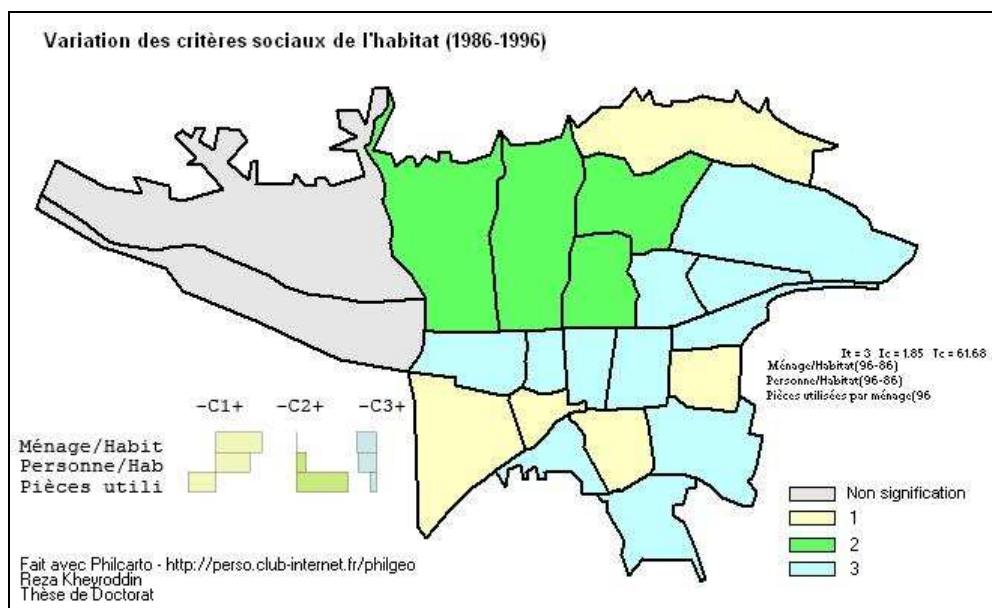 Variation des critères sociaux de l'habitat (1986-1996)
It = 3 Ic = 1.85 Tc = 61.68
Ménage/Habitat(96-86)
Personne/Habitat(96-86)
Pièces utilisées par ménage(96
-C1+ -C2+ -C3+
Ménage/Habit
Personne/Hab
Pièces utili
Non signification
1
2
3
Fait avec Philcarto - http://perso.club-internet.fr/philgeo
Reza Kheyroddin
Thèse de Doctorat